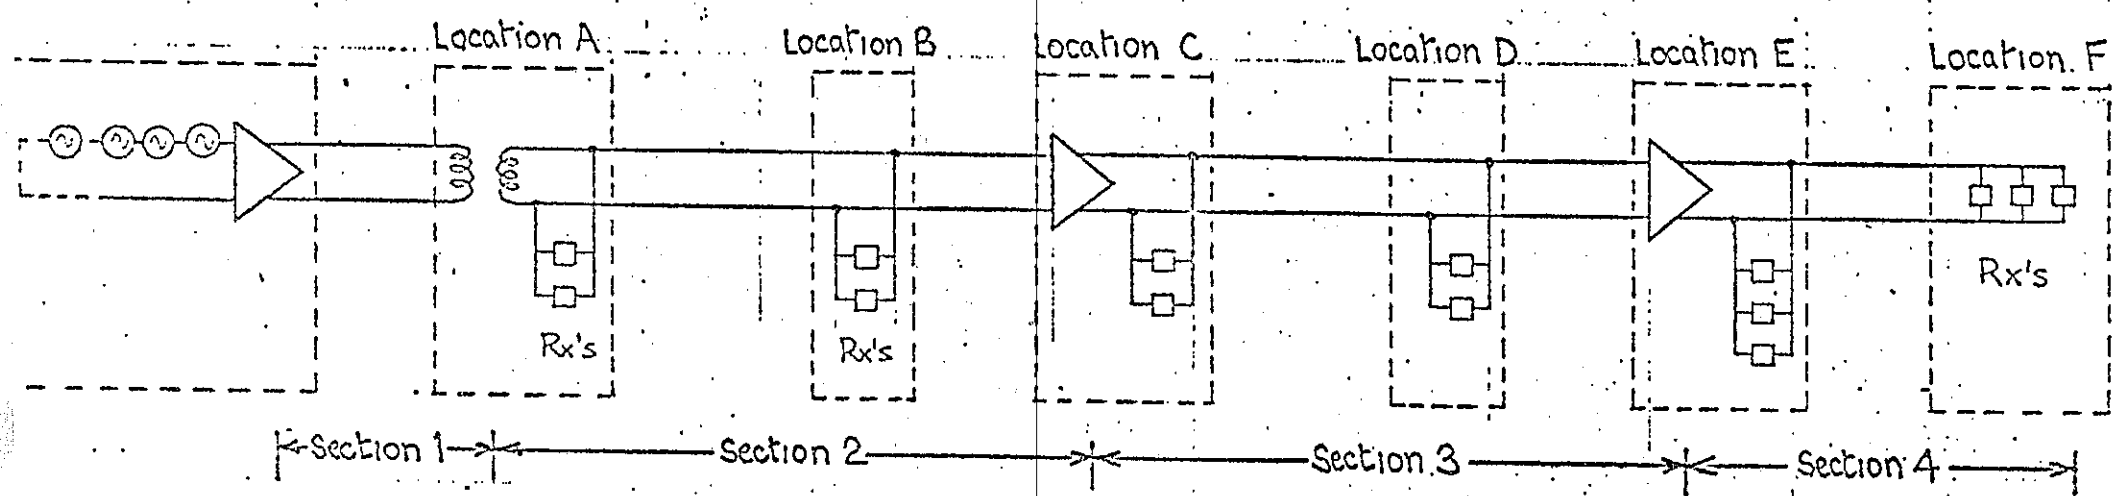 Location A
Location B
Location C
Location D
Location E
Location F
Rx's
Rx's
Rx's
Section 1
Section 2
Section 3
Section 4